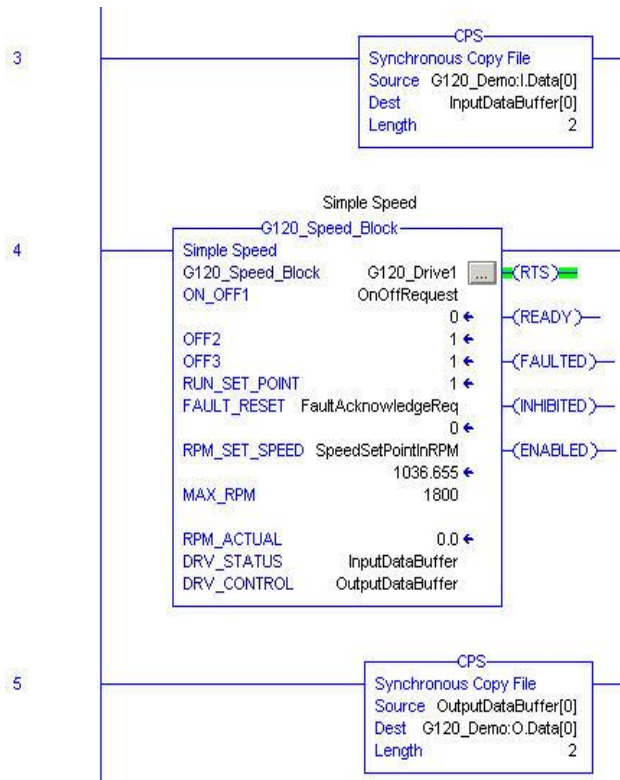 3
CPS
Synchronous Copy File
Source G120_Demo:I.Data[0]
Dest InputDataBuffer[0]
Length 2
Simple Speed
4
G120_Speed_Block
Simple Speed
G120_Speed_Block G120_Drive1 ... (RTS)
ON_OFF1 OnOffRequest
0 (READY)
OFF2 1
OFF3 1 (FAULTED)
RUN_SET_POINT 1
FAULT_RESET FaultAcknowledgeReq (INHIBITED)
0
RPM_SET_SPEED SpeedSetPointInRPM (ENABLED)
1036.655
MAX_RPM 1800
RPM_ACTUAL 0.0
DRV_STATUS InputDataBuffer
DRV_CONTROL OutputDataBuffer
5
CPS
Synchronous Copy File
Source OutputDataBuffer[0]
Dest G120_Demo:O.Data[0]
Length 2